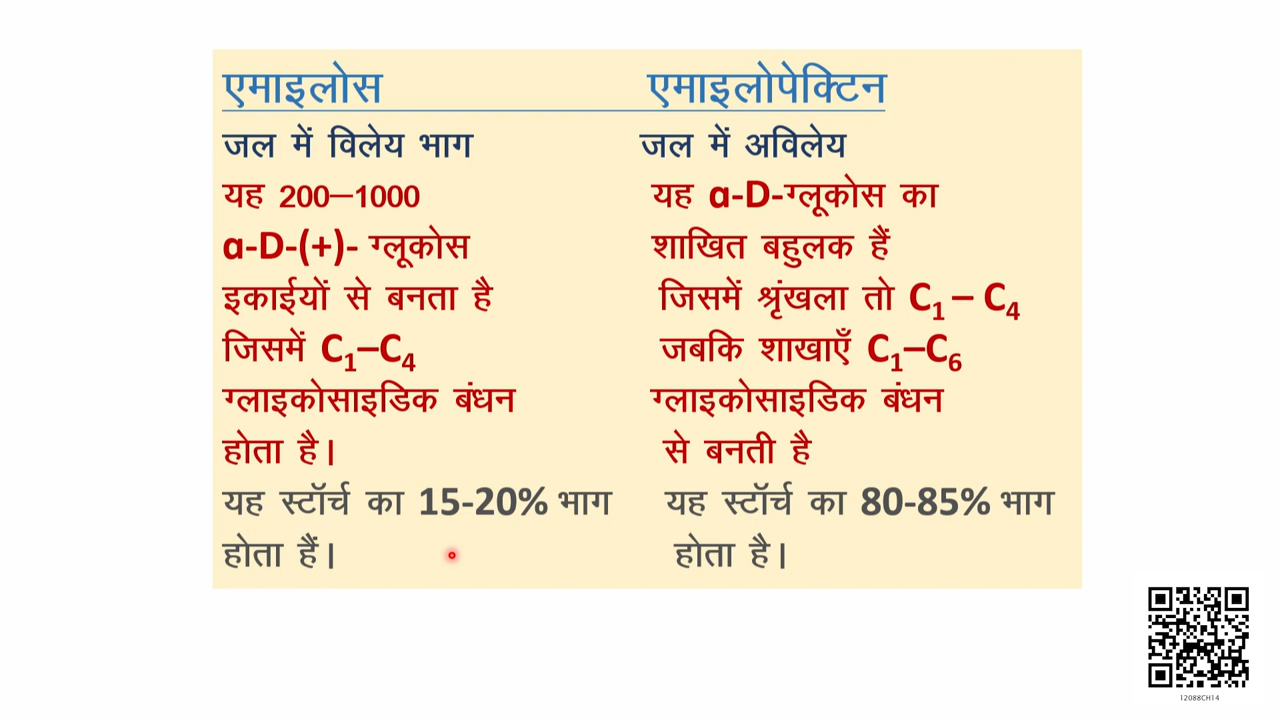 एमाइलोस एमाइलोपेक्टिन
जल में विलेय भाग जल में अविलेय
यह 200–1000 यह α-D-ग्लूकोस का
α-D-(+)- ग्लूकोस शाखित बहुलक हैं
इकाईयों से बनता है जिसमें श्रृंखला तो C₁ – C₄
जिसमें C₁–C₄ जबकि शाखाएँ C₁–C₆
ग्लाइकोसाइडिक बंधन ग्लाइकोसाइडिक बंधन
होता है। से बनती है
यह स्टॉर्च का 15-20% भाग यह स्टॉर्च का 80-85% भाग
होता हैं। होता है।
12088CH14